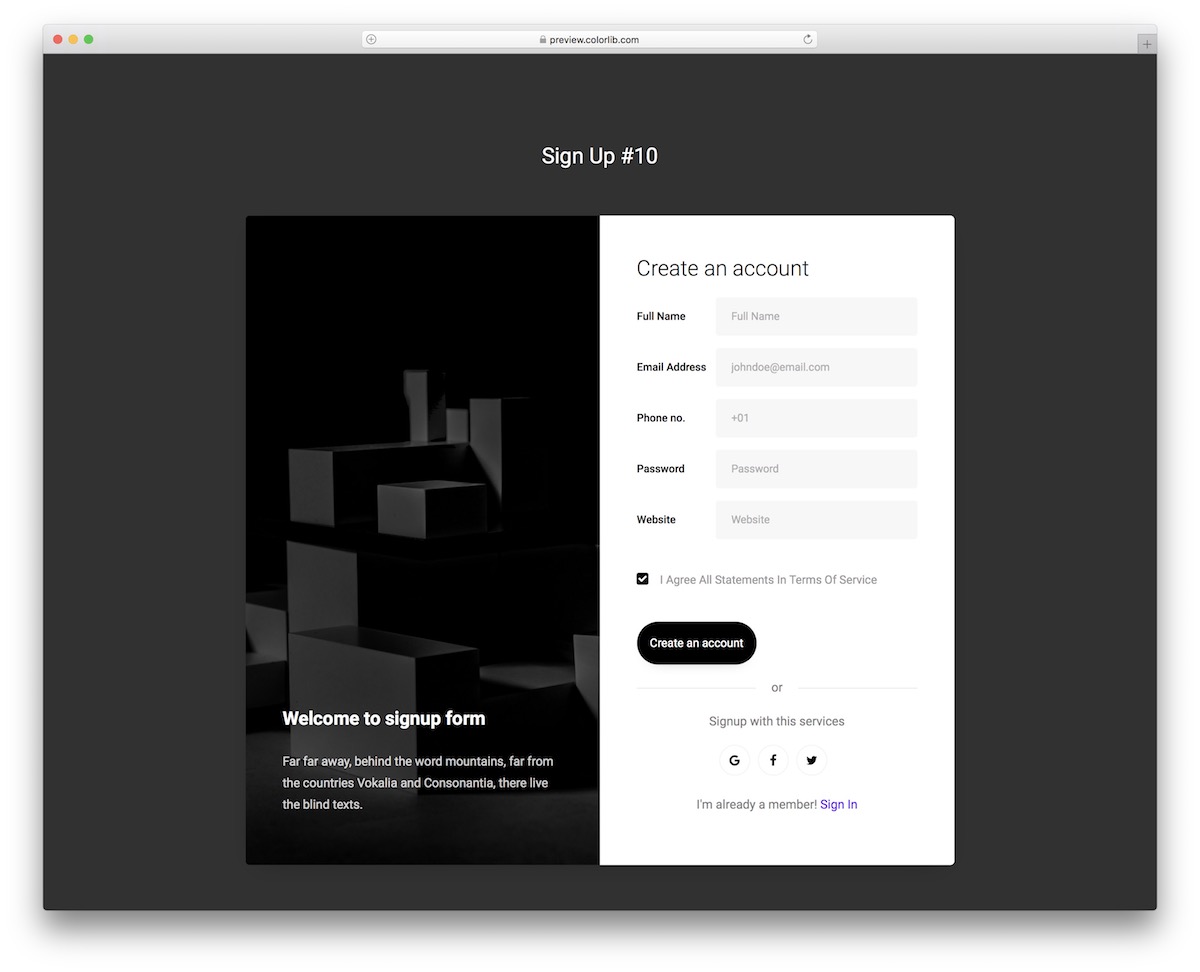 preview.colorlib.com
Sign Up #10
Create an account
Full Name
Full Name
Email Address
johndoe@email.com
Phone no.
+01
Password
Password
Website
Website
I Agree All Statements In Terms Of Service
Create an account
or
Signup with this services
I'm already a member! Sign In
Welcome to signup form
Far far away, behind the word mountains, far from
the countries Vokalia and Consonantia, there live
the blind texts.